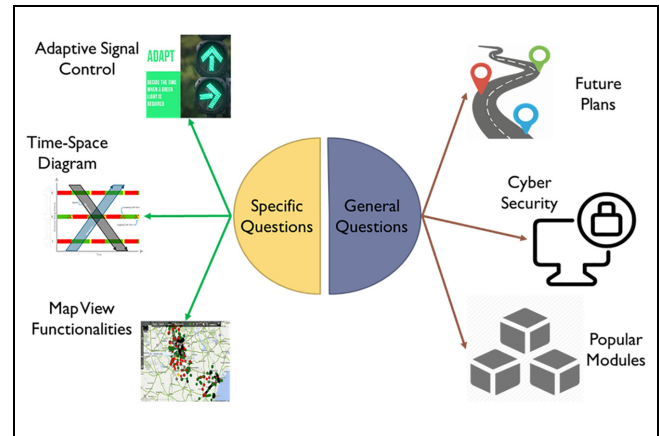 Adaptive Signal
Control
ADAPT
DECIDE THE TIME
WHEN A GREEN
LIGHT IS
REQUIRED
Time-Space
Diagram
Map View
Functionalities
Specific
Questions
General
Questions
Future
Plans
Cyber
Security
Popular
Modules